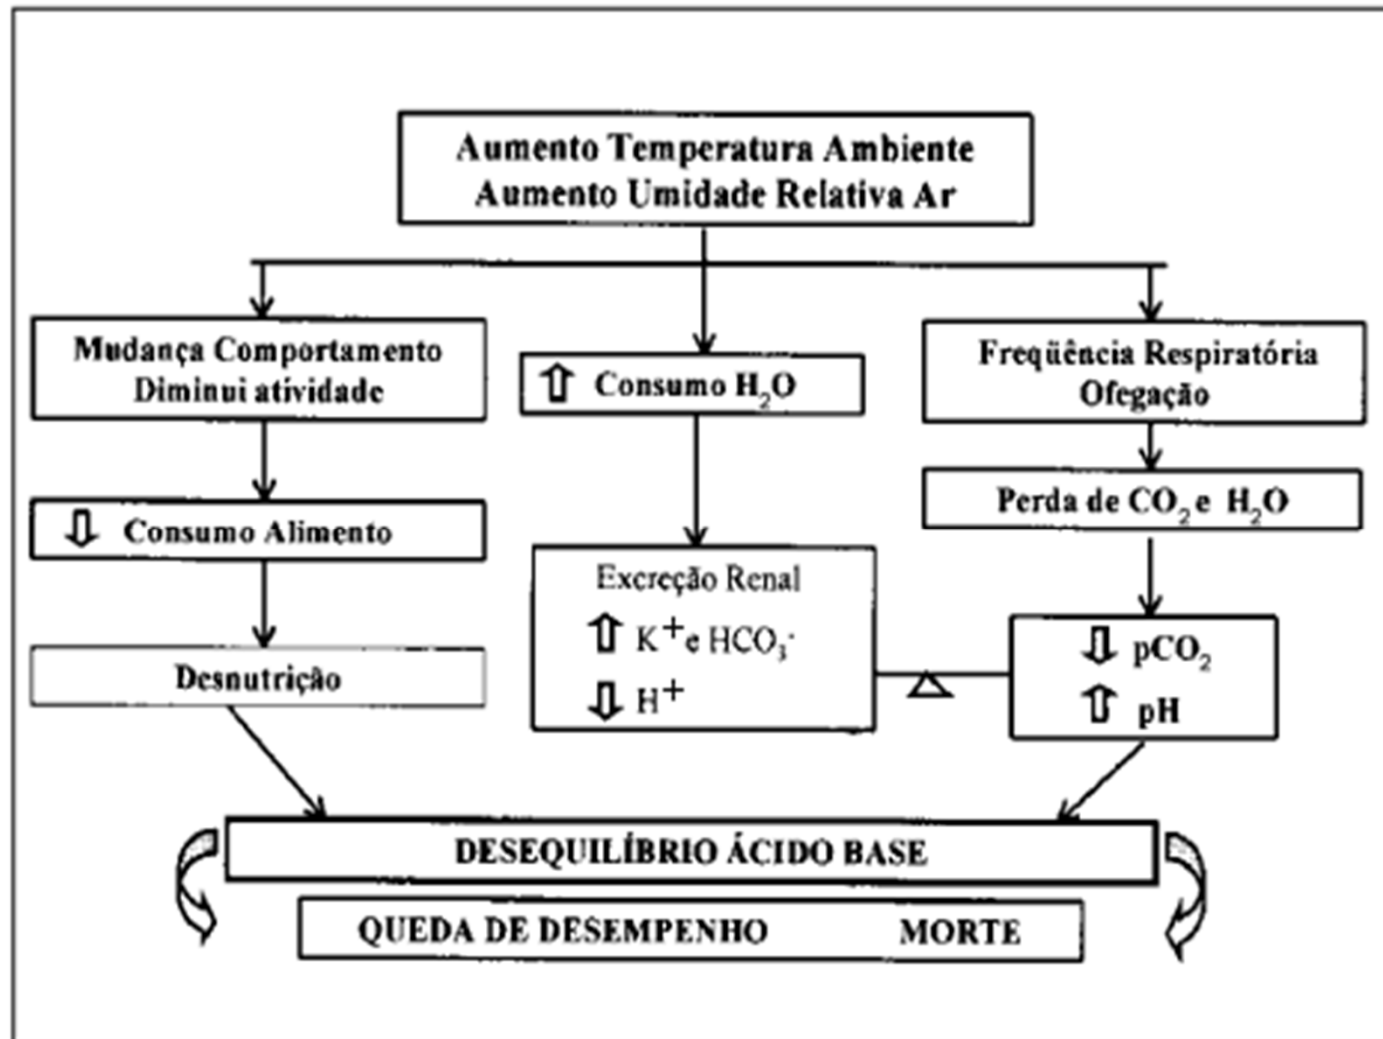 Aumento Temperatura Ambiente
Aumento Umidade Relativa Ar
Mudança Comportamento
Diminui atividade
⇧ Consumo H₂O
Freqüência Respiratória
Ofegação
⇩ Consumo Alimento
Perda de CO₂ e H₂O
Desnutrição
Excreção Renal
⇧ K⁺ e HCO₃⁻
⇩ H⁺
⇩ pCO₂
⇧ pH
DESEQUILÍBRIO ÁCIDO BASE
QUEDA DE DESEMPENHO MORTE